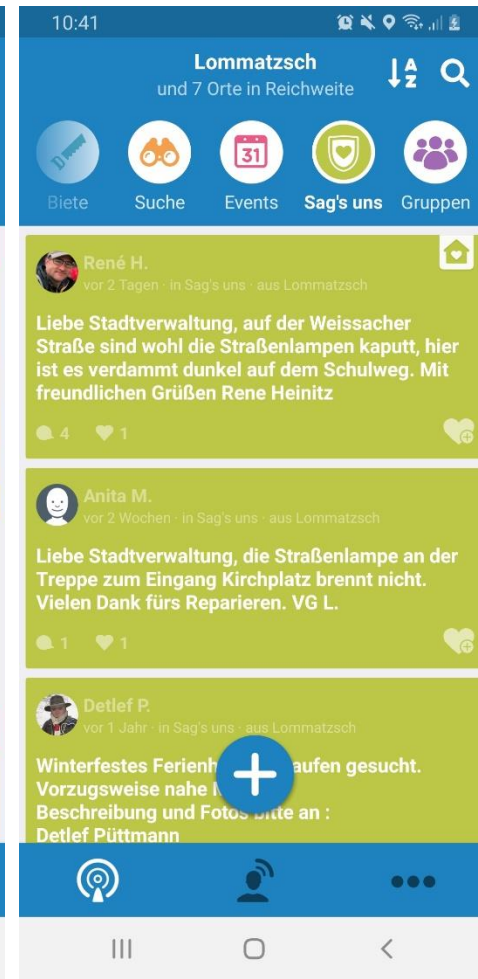 10:41
Lommatzsch
und 7 Orte in Reichweite
A
Z
31
Biete Suche Events Sag's uns Gruppen
René H.
vor 2 Tagen · in Sag's uns · aus Lommatzsch
Liebe Stadtverwaltung, auf der Weissacher
Straße sind wohl die Straßenlampen kaputt, hier
ist es verdammt dunkel auf dem Schulweg. Mit
freundlichen Grüßen Rene Heinitz
4 1
Anita M.
vor 2 Wochen · in Sag's uns · aus Lommatzsch
Liebe Stadtverwaltung, die Straßenlampe an der
Treppe zum Eingang Kirchplatz brennt nicht.
Vielen Dank fürs Reparieren. VG L.
1 1
Detlef P.
vor 1 Jahr · in Sag's uns · aus Lommatzsch
Winterfestes gesucht.
Vorzugsweise nahe
Beschreibung und Fotos bitte an :
Detlef Püttmann